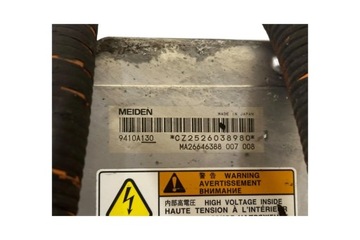 MEIDEN
MADE IN JAPAN
9410A130 *CZ2526038980*
MA26646388 007 008
警告 WARNING
AVERTISSEMENT
ВНИМАНИЕ
内部高電圧 HIGH VOLTAGE INSIDE
HAUTE TENSION À L'INTÉRIEUR